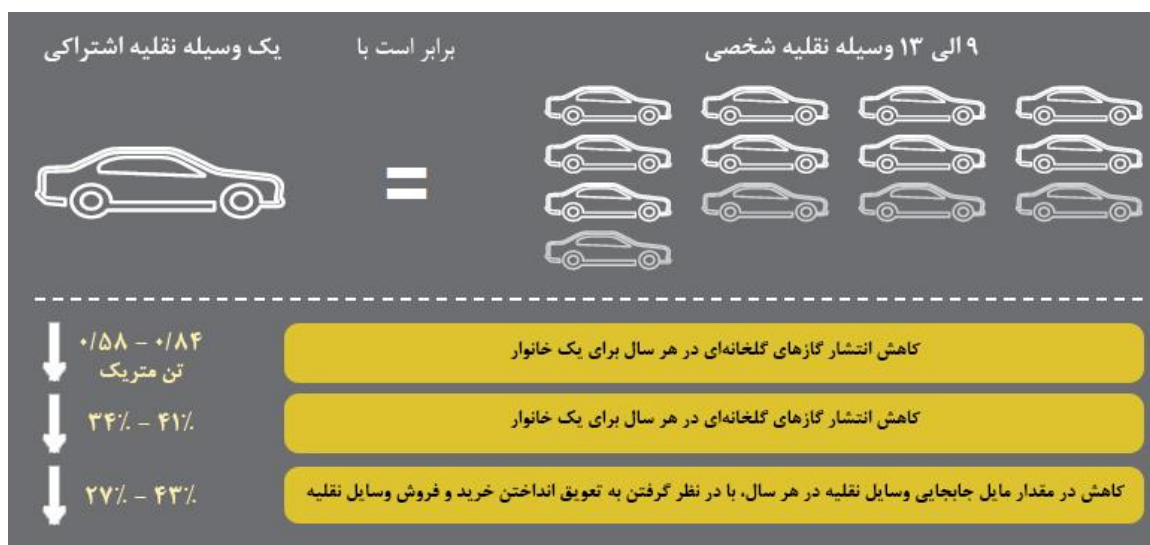 ۹ الی ۱۳ وسیله نقلیه شخصی
برابر است با
یک وسیله نقلیه اشتراکی
=
کاهش انتشار گازهای گلخانه‌ای در هر سال برای یک خانوار
۰/۵۸ – ۰/۸۴
تن متریک
کاهش انتشار گازهای گلخانه‌ای در هر سال برای یک خانوار
۳۴٪ – ۴۱٪
کاهش در مقدار مایل جابجایی وسایل نقلیه در هر سال، با در نظر گرفتن به تعویق انداختن خرید و فروش وسایل نقلیه
۲۷٪ – ۴۳٪